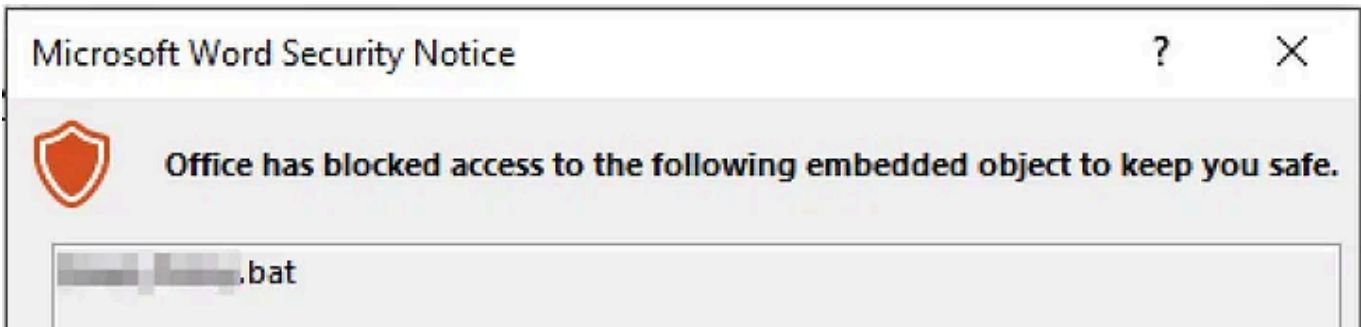 Microsoft Word Security Notice ?
Office has blocked access to the following embedded object to keep you safe.
.bat